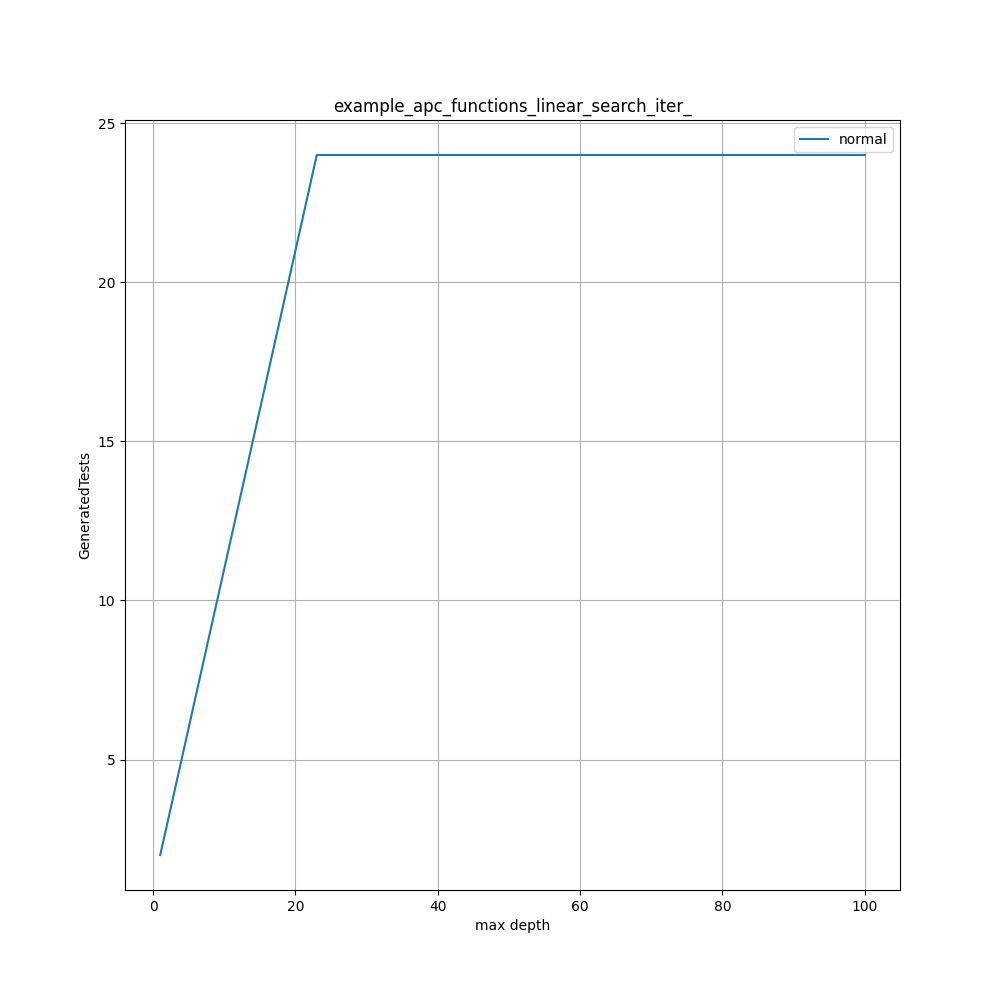 example_apc_functions_linear_search_iter_
normal
25
20
15
10
5
GeneratedTests
0 20 40 60 80 100
max depth